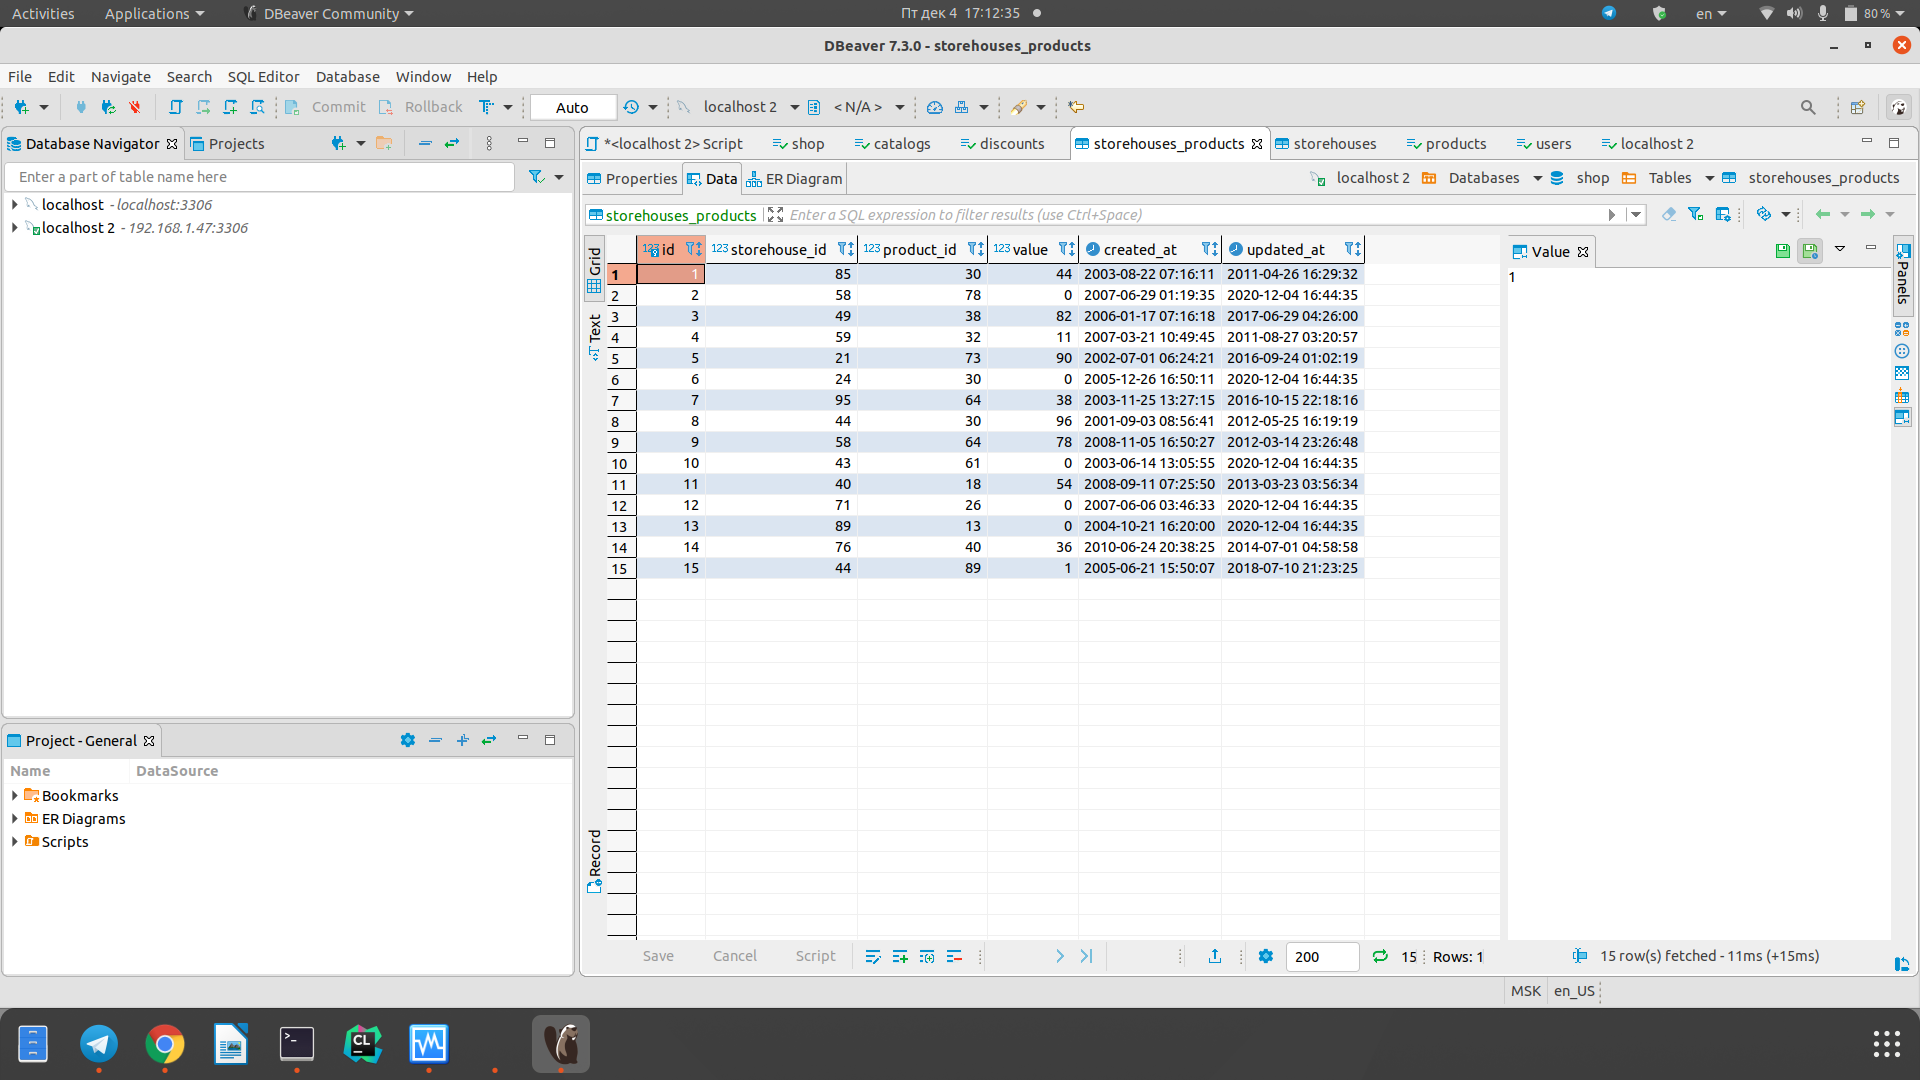 Activities Applications DBeaver Community Пт дек 4 17:12:35 en 80 %
DBeaver 7.3.0 - storehouses_products
File Edit Navigate Search SQL Editor Database Window Help
Commit Rollback Auto localhost 2 < N/A >
Database Navigator Projects
*<localhost 2> Script shop catalogs discounts storehouses_products storehouses products users localhost 2
Enter a part of table name here
Properties Data ER Diagram localhost 2 Databases shop Tables storehouses_products
localhost - localhost:3306
localhost 2 - 192.168.1.47:3306
storehouses_products Enter a SQL expression to filter results (use Ctrl+Space)
Grid
Text
Record
123 id 123 storehouse_id 123 product_id 123 value created_at updated_at
1 1 85 30 44 2003-08-22 07:16:11 2011-04-26 16:29:32
2 2 58 78 0 2007-06-29 01:19:35 2020-12-04 16:44:35
3 3 49 38 82 2006-01-17 07:16:18 2017-06-29 04:26:00
4 4 59 32 11 2007-03-21 10:49:45 2011-08-27 03:20:57
5 5 21 73 90 2002-07-01 06:24:21 2016-09-24 01:02:19
6 6 24 30 0 2005-12-26 16:50:11 2020-12-04 16:44:35
7 7 95 64 38 2003-11-25 13:27:15 2016-10-15 22:18:16
8 8 44 30 96 2001-09-03 08:56:41 2012-05-25 16:19:19
9 9 58 64 78 2008-11-05 16:50:27 2012-03-14 23:26:48
10 10 43 61 0 2003-06-14 13:05:55 2020-12-04 16:44:35
11 11 40 18 54 2008-09-11 07:25:50 2013-03-23 03:56:34
12 12 71 26 0 2007-06-06 03:46:33 2020-12-04 16:44:35
13 13 89 13 0 2004-10-21 16:20:00 2020-12-04 16:44:35
14 14 76 40 36 2010-06-24 20:38:25 2014-07-01 04:58:58
15 15 44 89 1 2005-06-21 15:50:07 2018-07-10 21:23:25
Value
1
Panels
Project - General
Name DataSource
Bookmarks
ER Diagrams
Scripts
Save Cancel Script 200 15 Rows: 1 15 row(s) fetched - 11ms (+15ms)
MSK en_US
CL